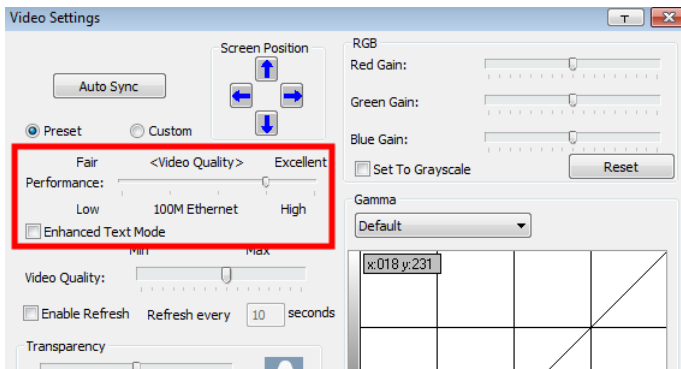 Video Settings
T
Screen Position
Auto Sync
Preset
Custom
Fair <Video Quality> Excellent
Performance:
Low 100M Ethernet High
Enhanced Text Mode
Min Max
Video Quality:
Enable Refresh Refresh every 10 seconds
Transparency
RGB
Red Gain:
Green Gain:
Blue Gain:
Set To Grayscale
Reset
Gamma
Default
x:018 y:231